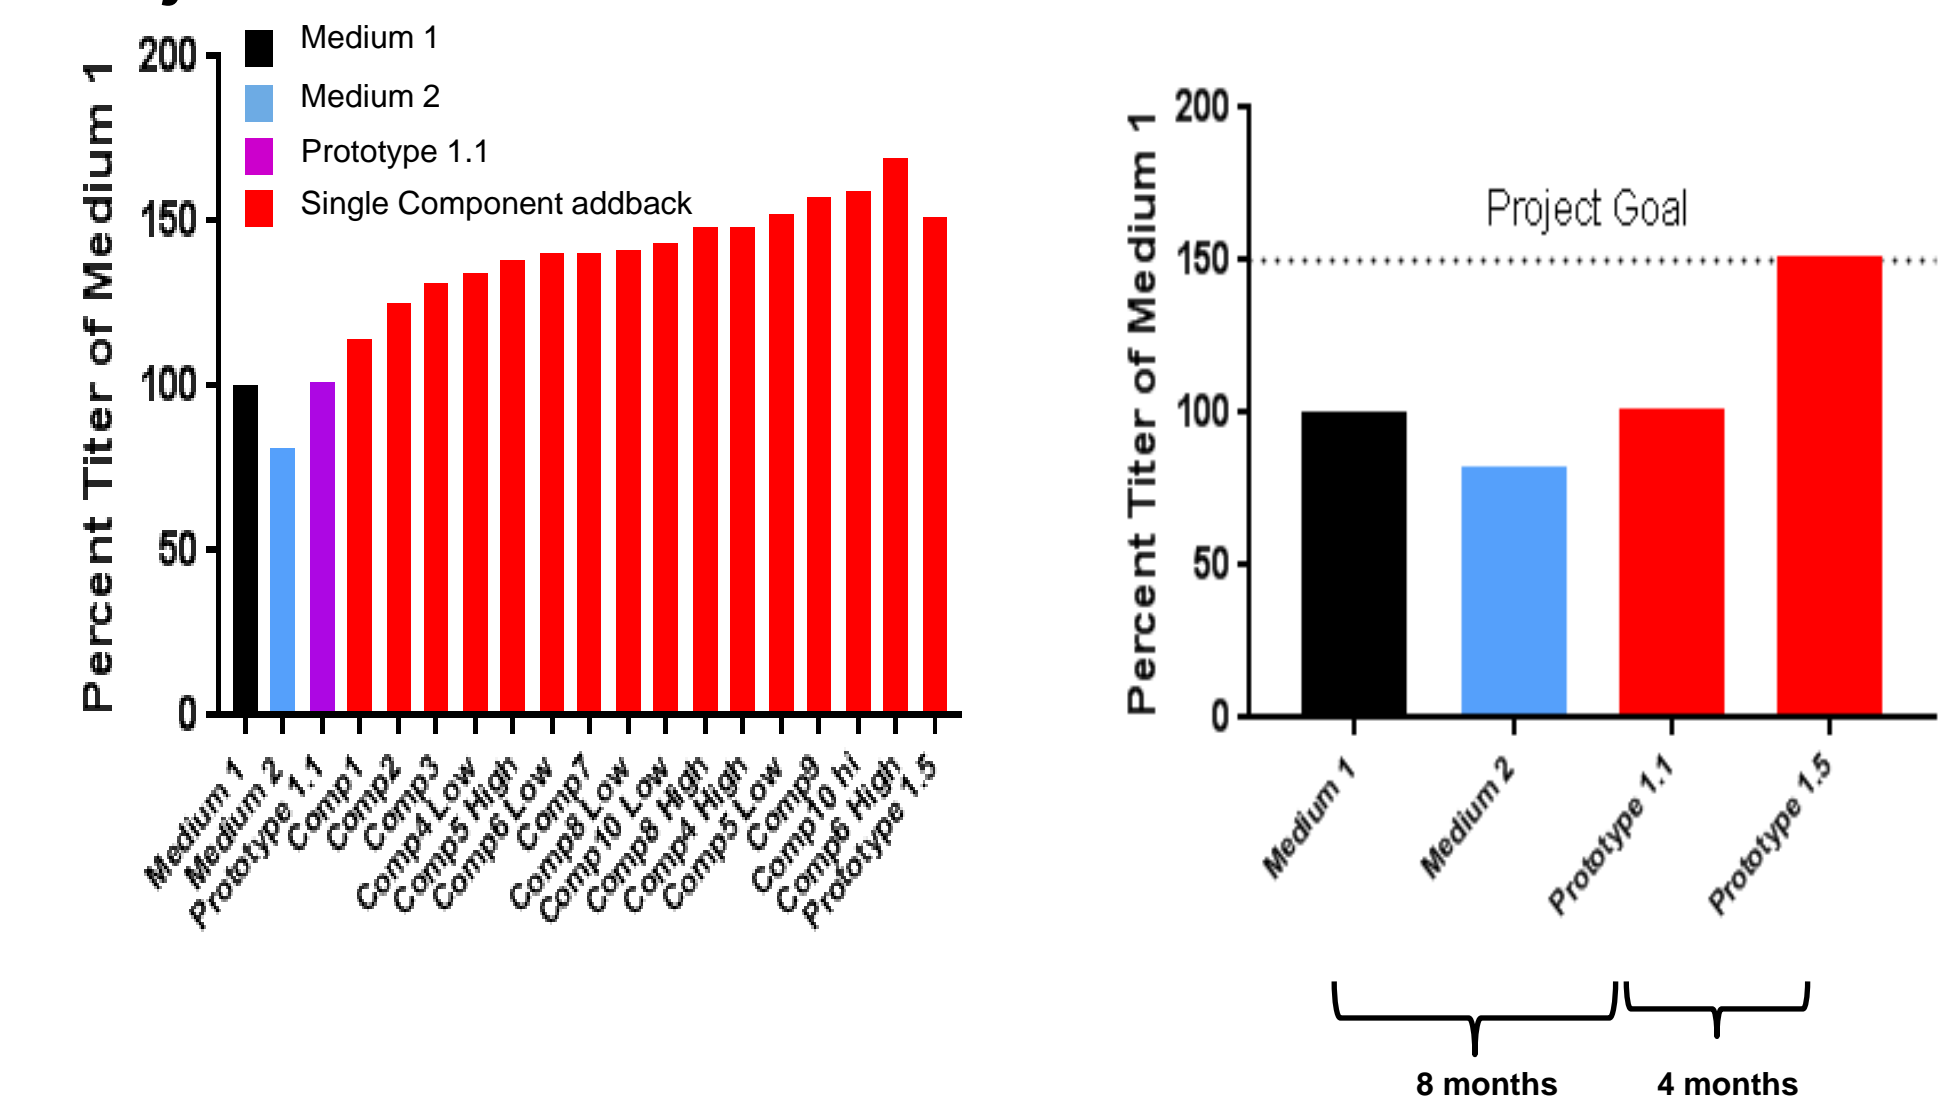 200
150
100
50
0
Percent Titer of Medium 1
Medium 1
Medium 2
Prototype 1.1
Single Component addback
Medium 1
Medium 2
Prototype 1.1
Comp1
Comp2
Comp3
Comp4 Low
Comp5 High
Comp6 Low
Comp7
Comp8 Low
Comp10 Low
Comp8 High
Comp4 High
Comp5 Low
Comp9
Comp10 hi
Comp6 High
Prototype 1.5
200
150
100
50
0
Percent Titer of Medium 1
Project Goal
Medium 1
Medium 2
Prototype 1.1
Prototype 1.5
8 months
4 months